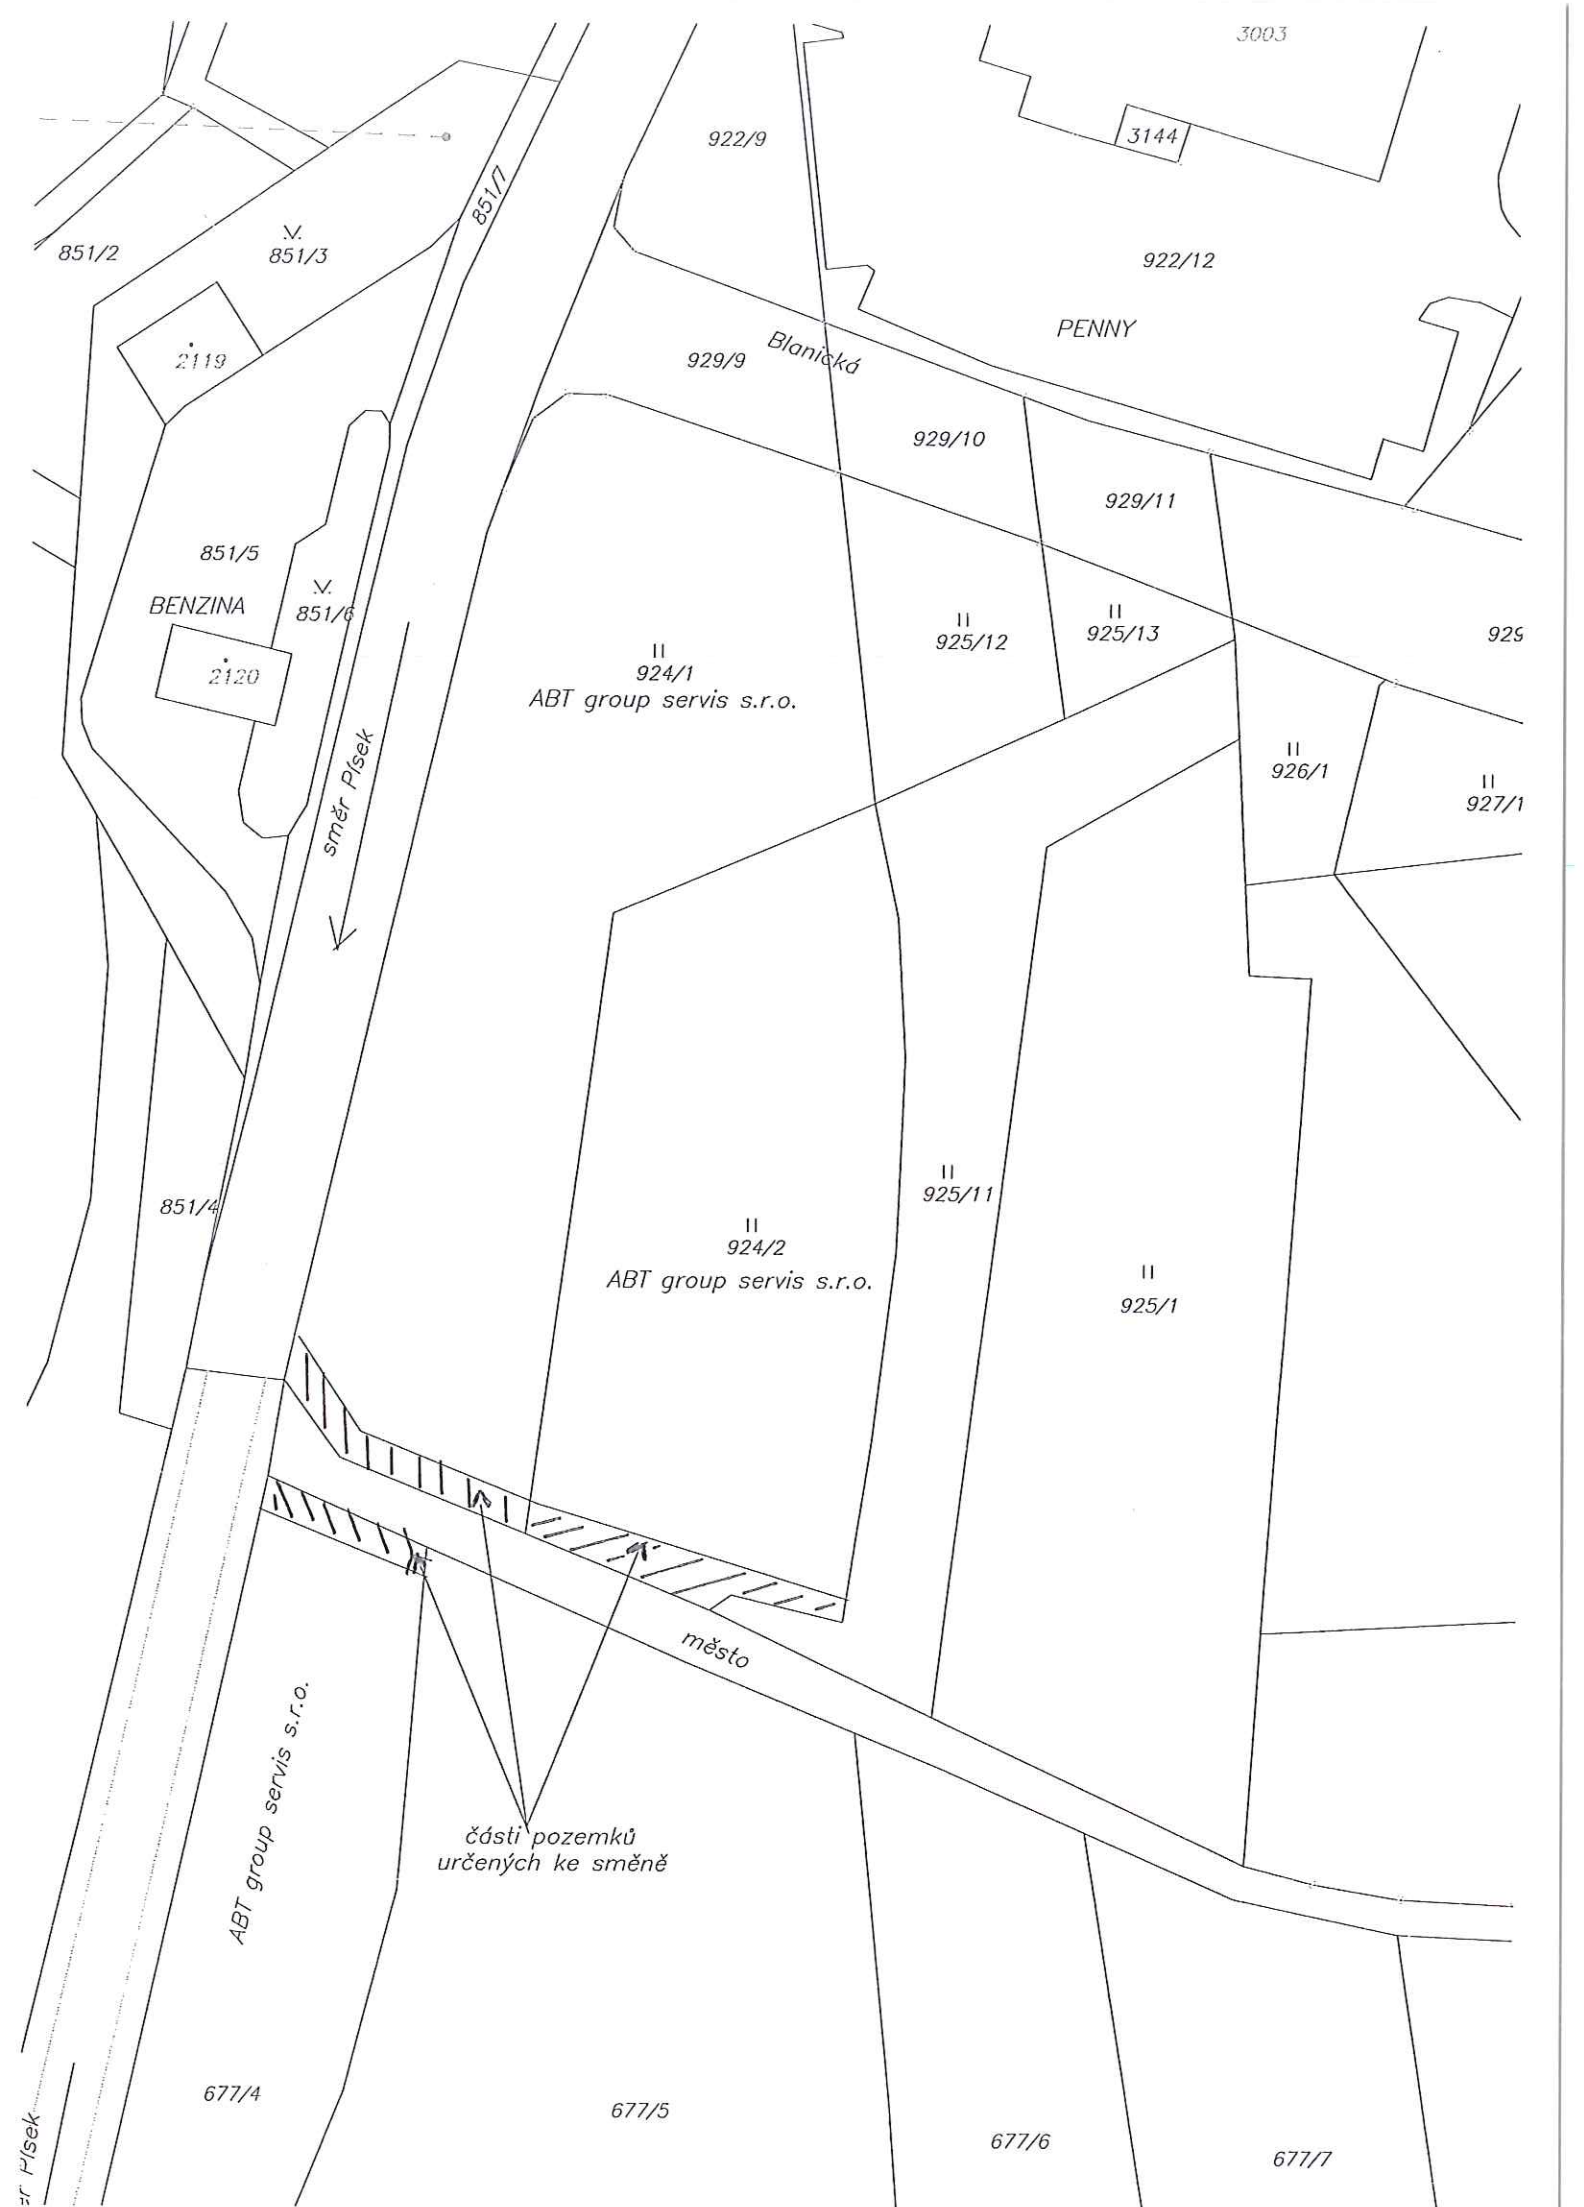 3003
922/9
3144
851/7
851/2
851/3
922/12
PENNY
2119
929/9
Blanická
929/10
929/11
851/5
BENZINA
851/6
2120
II
924/1
ABT group servis s.r.o.
II
925/12
II
925/13
929
II
926/1
II
927/1
směr Písek
851/4
II
925/11
II
924/2
ABT group servis s.r.o.
II
925/1
město
ABT group servis s.r.o.
části pozemků
určených ke směně
677/4
677/5
677/6
677/7
Písek